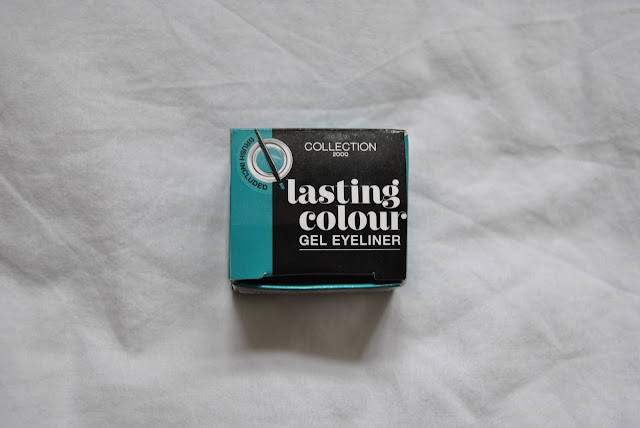 COLLECTION
2000
BRUSH INCLUDED
lasting
colour
GEL EYELINER